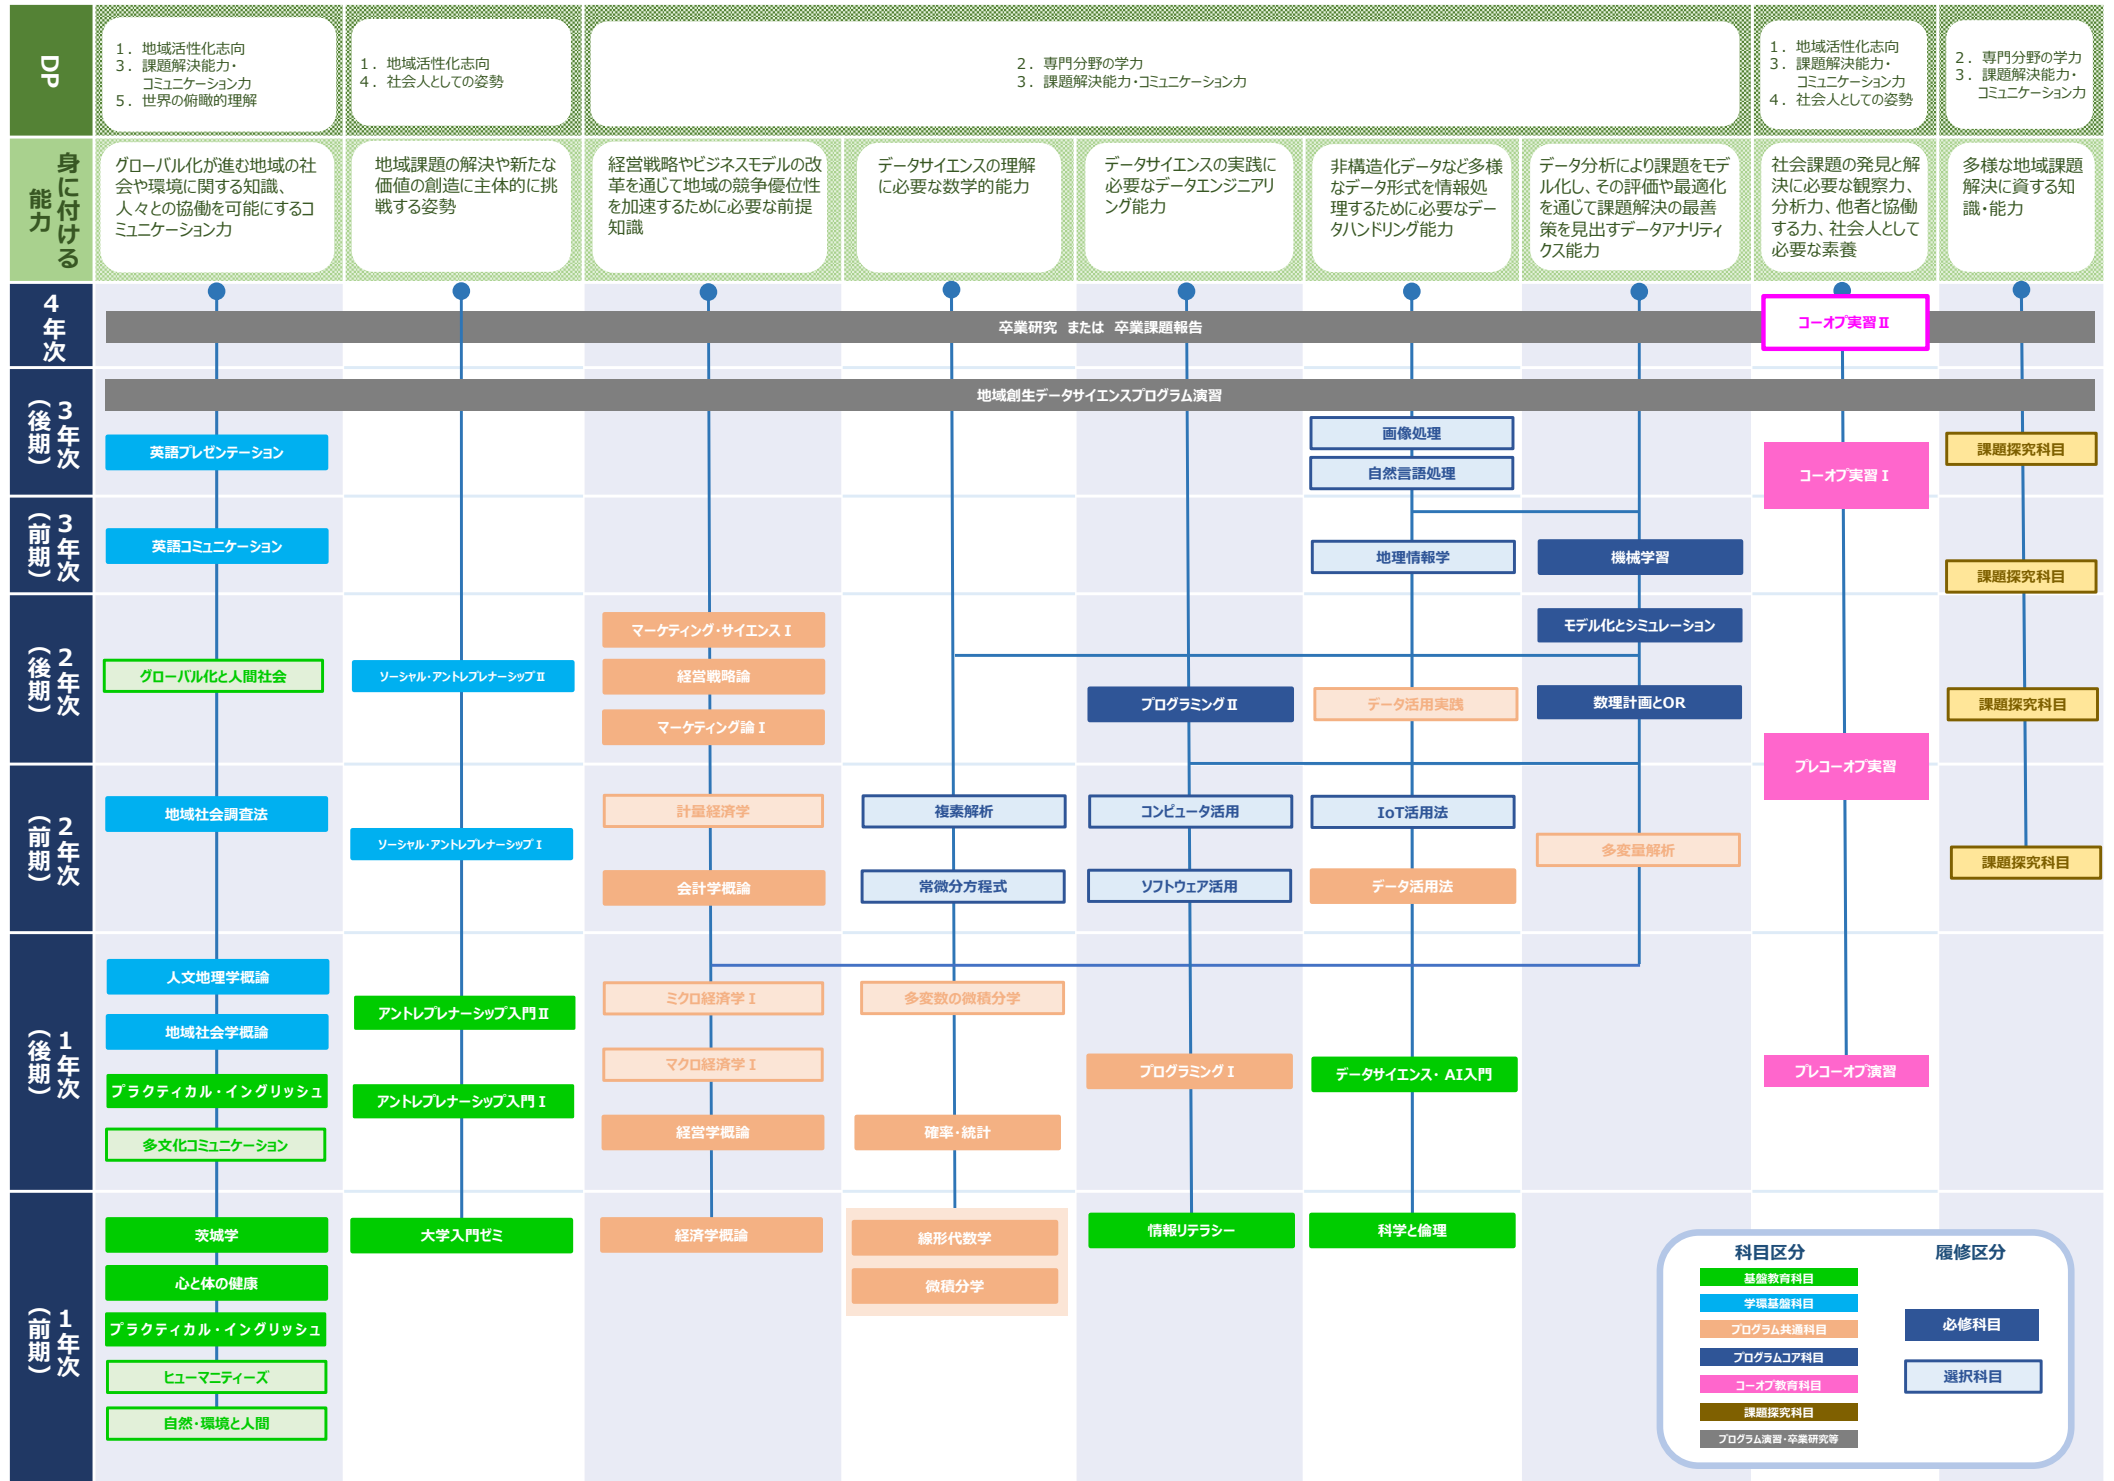 DP
1．地域活性化志向
3．課題解決能力・
コミュニケーション力
5．世界の俯瞰的理解
1．地域活性化志向
4．社会人としての姿勢
2．専門分野の学力
3．課題解決能力・コミュニケーション力
1．地域活性化志向
3．課題解決能力・
コミュニケーション力
4．社会人としての姿勢
2．専門分野の学力
3．課題解決能力・
コミュニケーション力
身に付ける
能力
グローバル化が進む地域の社
会や環境に関する知識、
人々との協働を可能にするコ
ミュニケーション力
地域課題の解決や新たな
価値の創造に主体的に挑
戦する姿勢
経営戦略やビジネスモデルの改
革を通じて地域の競争優位性
を加速するために必要な前提
知識
データサイエンスの理解
に必要な数学的能力
データサイエンスの実践に
必要なデータエンジニアリ
ング能力
非構造化データなど多様
なデータ形式を情報処
理するために必要なデー
タハンドリング能力
データ分析により課題をモデ
ル化し、その評価や最適化
を通じて課題解決の最善
策を見出すデータアナリティ
クス能力
社会課題の発見と解
決に必要な観察力、
分析力、他者と協働
する力、社会人として
必要な素養
多様な地域課題
解決に資する知
識・能力
4年次
卒業研究 または 卒業課題報告
コーオプ実習Ⅱ
3年次
（後期）
地域創生データサイエンスプログラム演習
英語プレゼンテーション
画像処理
自然言語処理
コーオプ実習Ⅰ
課題探究科目
3年次
（前期）
英語コミュニケーション
地理情報学
機械学習
課題探究科目
2年次
（後期）
グローバル化と人間社会
ソーシャル・アントレプレナーシップⅡ
マーケティング・サイエンスⅠ
経営戦略論
マーケティング論Ⅰ
プログラミングⅡ
データ活用実践
モデル化とシミュレーション
数理計画とOR
課題探究科目
プレコーオプ実習
2年次
（前期）
地域社会調査法
ソーシャル・アントレプレナーシップⅠ
計量経済学
会計学概論
複素解析
常微分方程式
コンピュータ活用
ソフトウェア活用
IoT活用法
データ活用法
多変量解析
課題探究科目
1年次
（後期）
人文地理学概論
地域社会学概論
プラクティカル・イングリッシュ
多文化コミュニケーション
アントレプレナーシップ入門Ⅱ
アントレプレナーシップ入門Ⅰ
ミクロ経済学Ⅰ
マクロ経済学Ⅰ
経営学概論
多変数の微積分学
確率・統計
プログラミングⅠ
データサイエンス・AI入門
プレコーオプ演習
1年次
（前期）
茨城学
心と体の健康
プラクティカル・イングリッシュ
ヒューマニティーズ
自然・環境と人間
大学入門ゼミ
経済学概論
線形代数学
微積分学
情報リテラシー
科学と倫理
科目区分
基盤教育科目
学環基盤科目
プログラム共通科目
プログラムコア科目
コーオプ教育科目
課題探究科目
プログラム演習・卒業研究等
履修区分
必修科目
選択科目